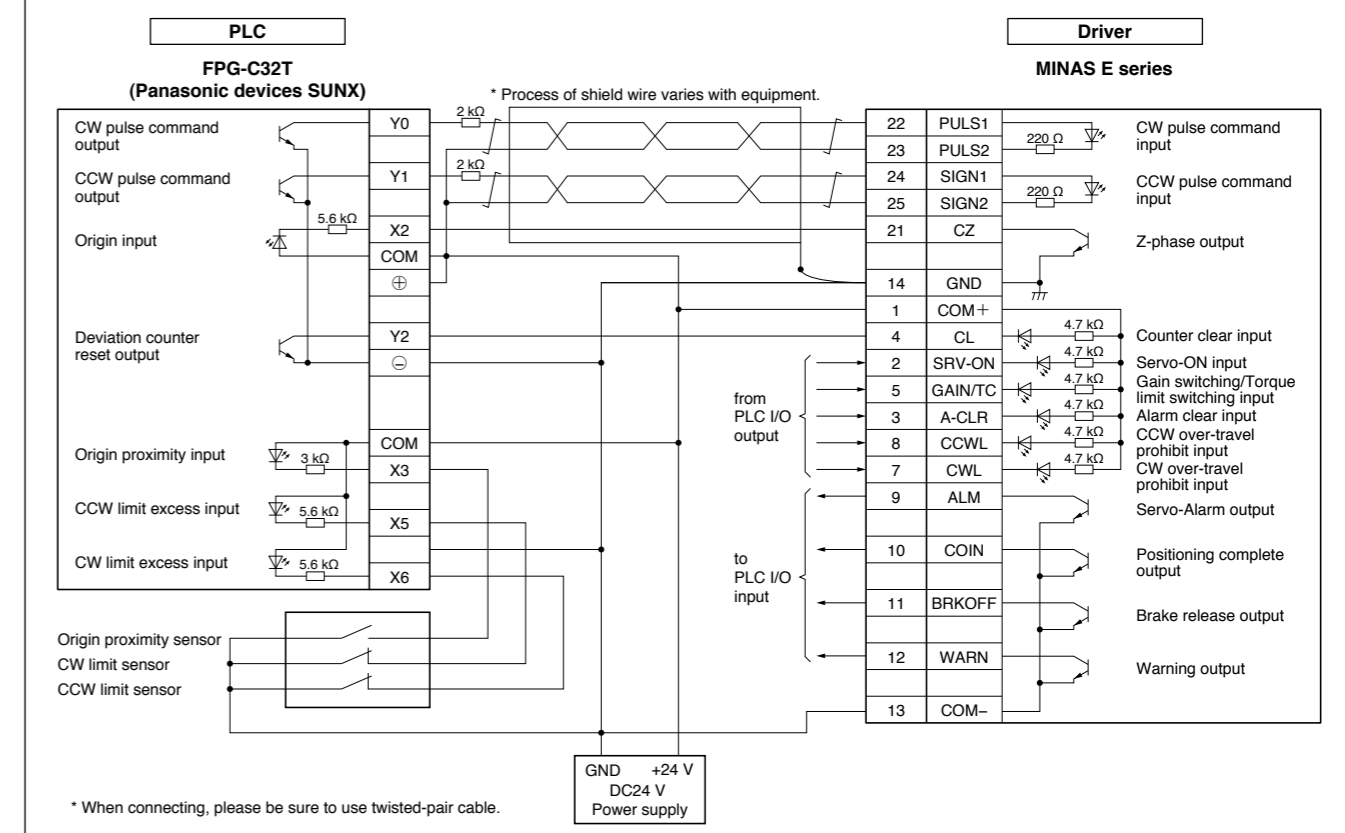 PLC
Driver
FPG-C32T
(Panasonic devices SUNX)
MINAS E series
* Process of shield wire varies with equipment.
CW pulse command
output
Y0
2 kΩ
22 PULS1
23 PULS2
220 Ω
CW pulse command
input
CCW pulse command
output
Y1
2 kΩ
24 SIGN1
25 SIGN2
220 Ω
CCW pulse command
input
Origin input
5.6 kΩ
X2
COM
⊕
21 CZ
Z-phase output
14 GND
1 COM+
Deviation counter
reset output
Y2
⊖
4 CL
4.7 kΩ
Counter clear input
from
PLC I/O
output
2 SRV-ON
4.7 kΩ
Servo-ON input
5 GAIN/TC
4.7 kΩ
Gain switching/Torque
limit switching input
3 A-CLR
4.7 kΩ
Alarm clear input
8 CCWL
4.7 kΩ
CCW over-travel
prohibit input
7 CWL
4.7 kΩ
CW over-travel
prohibit input
COM
Origin proximity input
3 kΩ
X3
CCW limit excess input
5.6 kΩ
X5
CW limit excess input
5.6 kΩ
X6
to
PLC I/O
input
9 ALM
Servo-Alarm output
10 COIN
Positioning complete
output
11 BRKOFF
Brake release output
12 WARN
Warning output
13 COM−
Origin proximity sensor
CW limit sensor
CCW limit sensor
GND +24 V
DC24 V
Power supply
* When connecting, please be sure to use twisted-pair cable.